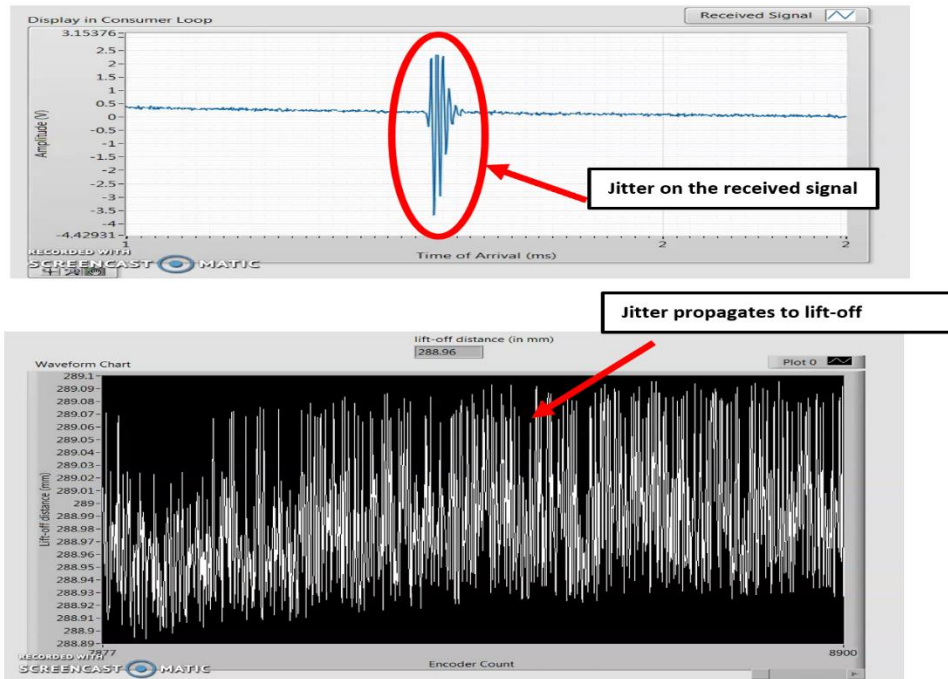 Display in Consumer Loop
Received Signal
3.15376
2.5
2
1.5
1
0.5
0
-0.5
-1
-1.5
-2
-2.5
-3
-3.5
-4
-4.42931
Amplitude (V)
Jitter on the received signal
1
2
2
Time of Arrival (ms)
RECORDED WITH
SCREENCAST MATIC
Jitter propagates to lift-off
lift-off distance (in mm)
288.96
Waveform Chart
Plot 0
289.1
289.09
289.08
289.07
289.06
289.05
289.04
289.03
289.02
289.01
289
288.99
288.98
288.97
288.96
288.95
288.94
288.93
288.92
288.91
288.9
288.89
Lift-off distance (mm)
7877
8900
Encoder Count
RECORDED WITH
SCREENCAST MATIC